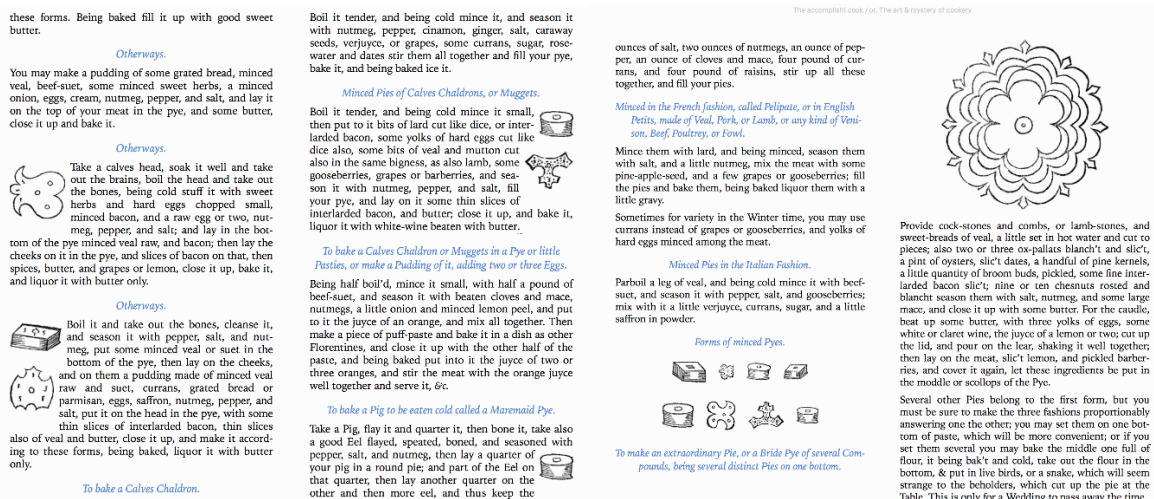 these forms. Being baked fill it up with good sweet
butter.
Otherways.
You may make a pudding of some grated bread, minced
veal, beef-suet, some minced sweet herbs, a minced
onion, eggs, cream, nutmeg, pepper, and salt, and lay it
on the top of your meat in the pye, and some butter,
close it up and bake it.
Otherways.
Take a calves head, soak it well and take
out the brains, boil the head and take out
the bones, being cold stuff it with sweet
herbs and hard eggs chopped small,
minced bacon, and a raw egg or two, nut-
meg, pepper, and salt; and lay in the bot-
tom of the pye minced veal raw, and bacon; then lay the
cheeks on it in the pye, and slices of bacon on that, then
spices, butter, and grapes or lemon, close it up, bake it,
and liquor it with butter only.
Otherways.
Boil it and take out the bones, cleanse it,
and season it with pepper, salt, and nut-
meg, put some minced veal or suet in the
bottom of the pye, then lay on the cheeks,
and on them a pudding made of minced veal
raw and suet, currans, grated bread or
parmisan, eggs, saffron, nutmeg, pepper, and
salt, put it on the head in the pye, with some
thin slices of interlarded bacon, thin slices
also of veal and butter, close it up, and make it accord-
ing to these forms, being baked, liquor it with butter
only.
To bake a Calves Chaldron.
Boil it tender, and being cold mince it, and season it
with nutmeg, pepper, cinamon, ginger, salt, caraway
seeds, verjuyce, or grapes, some currans, sugar, rose-
water and dates stir them all together and fill your pye,
bake it, and being baked ice it.
Minced Pies of Calves Chaldrons, or Muggets.
Boil it tender, and being cold mince it small,
then put to it bits of lard cut like dice, or inter-
larded bacon, some yolks of hard eggs cut like
dice also, some bits of veal and mutton cut
also in the same bigness, as also lamb, some
gooseberries, grapes or barberries, and sea-
son it with nutmeg, pepper, and salt, fill
your pye, and lay on it some thin slices of
interlarded bacon, and butter; close it up, and bake it,
liquor it with white-wine beaten with butter.
To bake a Calves Chaldron or Muggets in a Pye or little
Pasties, or make a Pudding of it, adding two or three Eggs.
Being half boil'd, mince it small, with half a pound of
beef-suet, and season it with beaten cloves and mace,
nutmegs, a little onion and minced lemon peel, and put
to it the juyce of an orange, and mix all together. Then
make a piece of puff-paste and bake it in a dish as other
Florentines, and close it up with the other half of the
paste, and being baked put into it the juyce of two or
three oranges, and stir the meat with the orange juyce
well together and serve it, &c.
To bake a Pig to be eaten cold called a Maremaid Pye.
Take a Pig, flay it and quarter it, then bone it, take also
a good Eel flayed, speated, boned, and seasoned with
pepper, salt, and nutmeg, then lay a quarter of
your pig in a round pie; and part of the Eel on
that quarter, then lay another quarter on the
other and then more eel, and thus keep the
The accomplisht cook / or, The art & mystery of cookery
ounces of salt, two ounces of nutmegs, an ounce of pep-
per, an ounce of cloves and mace, four pound of cur-
rans, and four pound of raisins, stir up all these
together, and fill your pies.
Minced in the French fashion, called Pelipate, or in English
Petits, made of Veal, Pork, or Lamb, or any kind of Veni-
son, Beef, Poultrey, or Fowl.
Mince them with lard, and being minced, season them
with salt, and a little nutmeg, mix the meat with some
pine-apple-seed, and a few grapes or gooseberries; fill
the pies and bake them, being baked liquor them with a
little gravy.
Sometimes for variety in the Winter time, you may use
currans instead of grapes or gooseberries, and yolks of
hard eggs minced among the meat.
Minced Pies in the Italian Fashion.
Parboil a leg of veal, and being cold mince it with beef-
suet, and season it with pepper, salt, and gooseberries;
mix with it a little verjuyce, currans, sugar, and a little
saffron in powder.
Forms of minced Pyes.
To make an extraordinary Pie, or a Bride Pye of several Com-
pounds, being several distinct Pies on one bottom.
Provide cock-stones and combs, or lamb-stones, and
sweet-breads of veal, a little set in hot water and cut to
pieces; also two or three ox-pallats blanch't and slic't,
a pint of oysters, slic't dates, a handful of pine kernels,
a little quantity of broom buds, pickled, some fine inter-
larded bacon slic't; nine or ten chesnuts rosted and
blancht season them with salt, nutmeg, and some large
mace, and close it up with some butter. For the caudle,
beat up some butter, with three yolks of eggs, some
white or claret wine, the juyce of a lemon or two; cut up
the lid, and pour on the lear, shaking it well together;
then lay on the meat, slic't lemon, and pickled barber-
ries, and cover it again, let these ingredients be put in
the moddle or scollops of the Pye.
Several other Pies belong to the first form, but you
must be sure to make the three fashions proportionably
answering one the other; you may set them on one bot-
tom of paste, which will be more convenient; or if you
set them several you may bake the middle one full of
flour, it being bak't and cold, take out the flour in the
bottom, & put in live birds, or a snake, which will seem
strange to the beholders, which cut up the pie at the
Table. This is only for a Wedding to pass away the time.